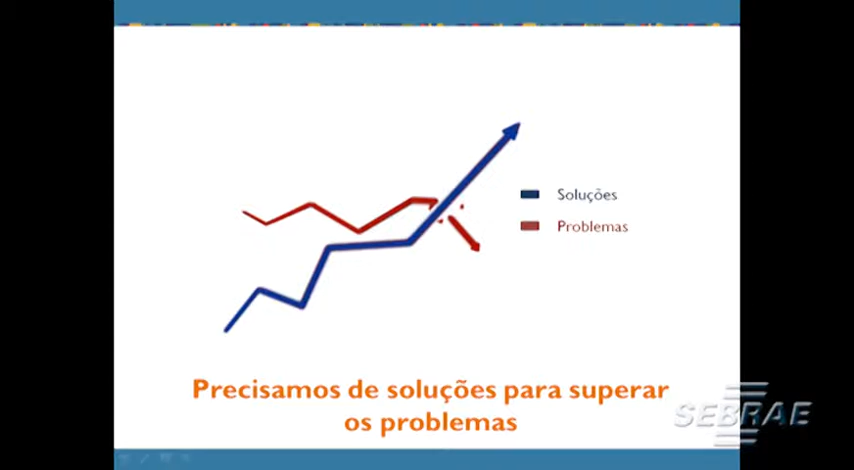 Soluções
Problemas
Precisamos de soluções para superar
os problemas
SEBRAE